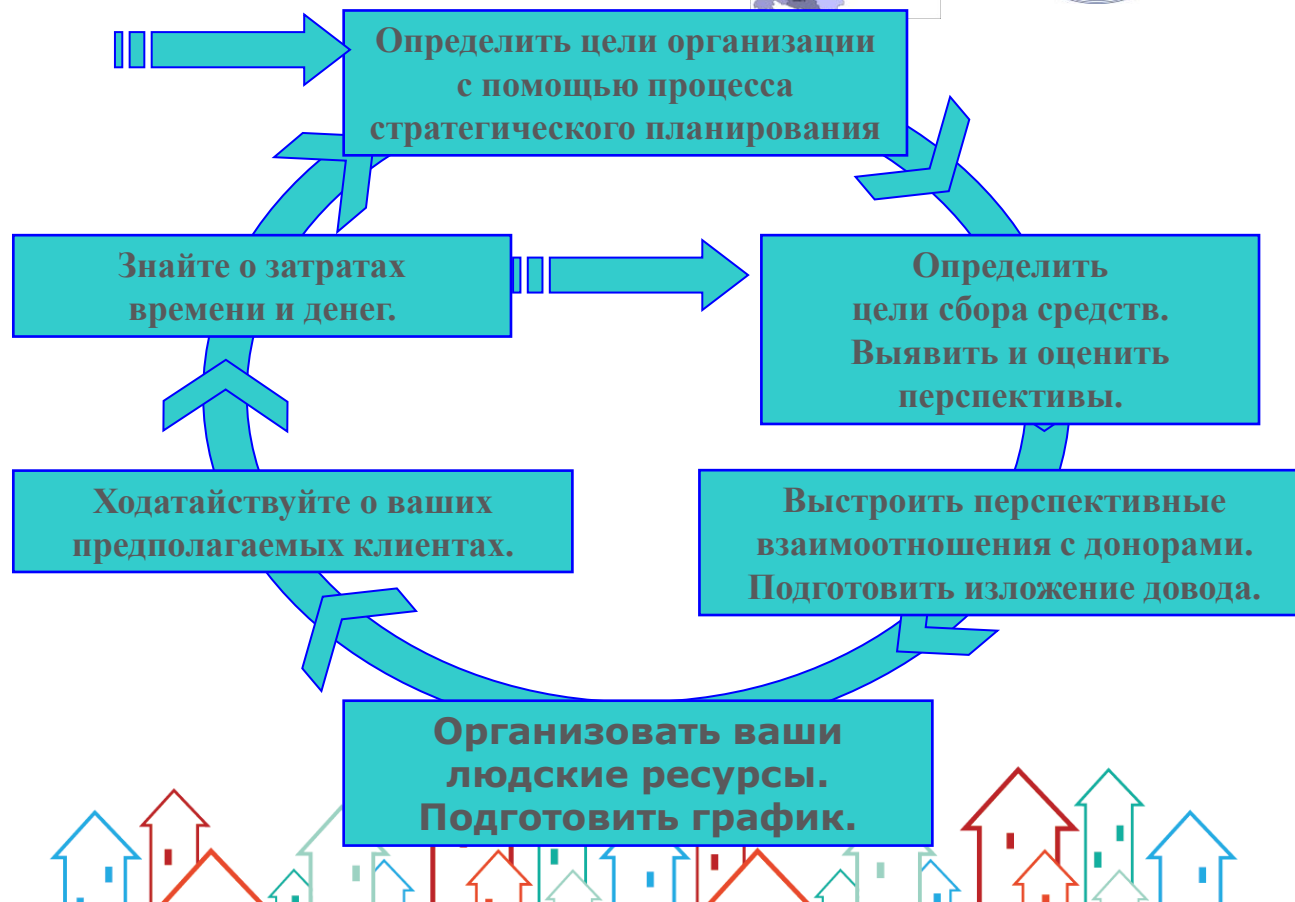 Определить цели организации
с помощью процесса
стратегического планирования
Знайте о затратах
времени и денег.
Определить
цели сбора средств.
Выявить и оценить
перспективы.
Ходатайствуйте о ваших
предполагаемых клиентах.
Выстроить перспективные
взаимоотношения с донорами.
Подготовить изложение довода.
Организовать ваши
людские ресурсы.
Подготовить график.